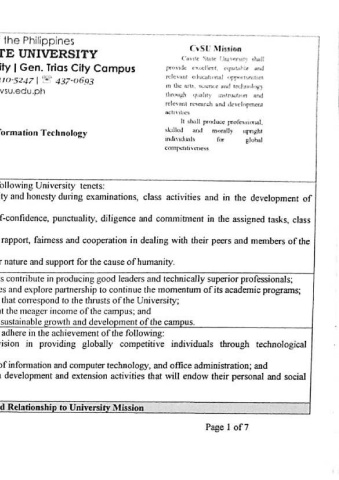 the Philippines
TE UNIVERSITY
ity | Gen. Trias City Campus
10-5247 | 437-0693
vsu.edu.ph
CvSU Mission
Cavite State University shall
provide excellent, equitable and
relevant educational opportunities
in the arts, science and technology
through quality instruction and
relevant research and development
activities
It shall produce professional,
skilled and morally upright
individuals for global
competitiveness
formation Technology
ollowing University tenets:
ty and honesty during examinations, class activities and in the development of
f-confidence, punctuality, diligence and commitment in the assigned tasks, class
rapport, fairness and cooperation in dealing with their peers and members of the
r nature and support for the cause of humanity.
s contribute in producing good leaders and technically superior professionals;
es and explore partnership to continue the momentum of its academic programs;
that correspond to the thrusts of the University;
t the meager income of the campus; and
sustainable growth and development of the campus.
adhere in the achievement of the following:
vision in providing globally competitive individuals through technological
of information and computer technology, and office administration; and
development and extension activities that will endow their personal and social
d Relationship to University Mission
Page 1 of 7